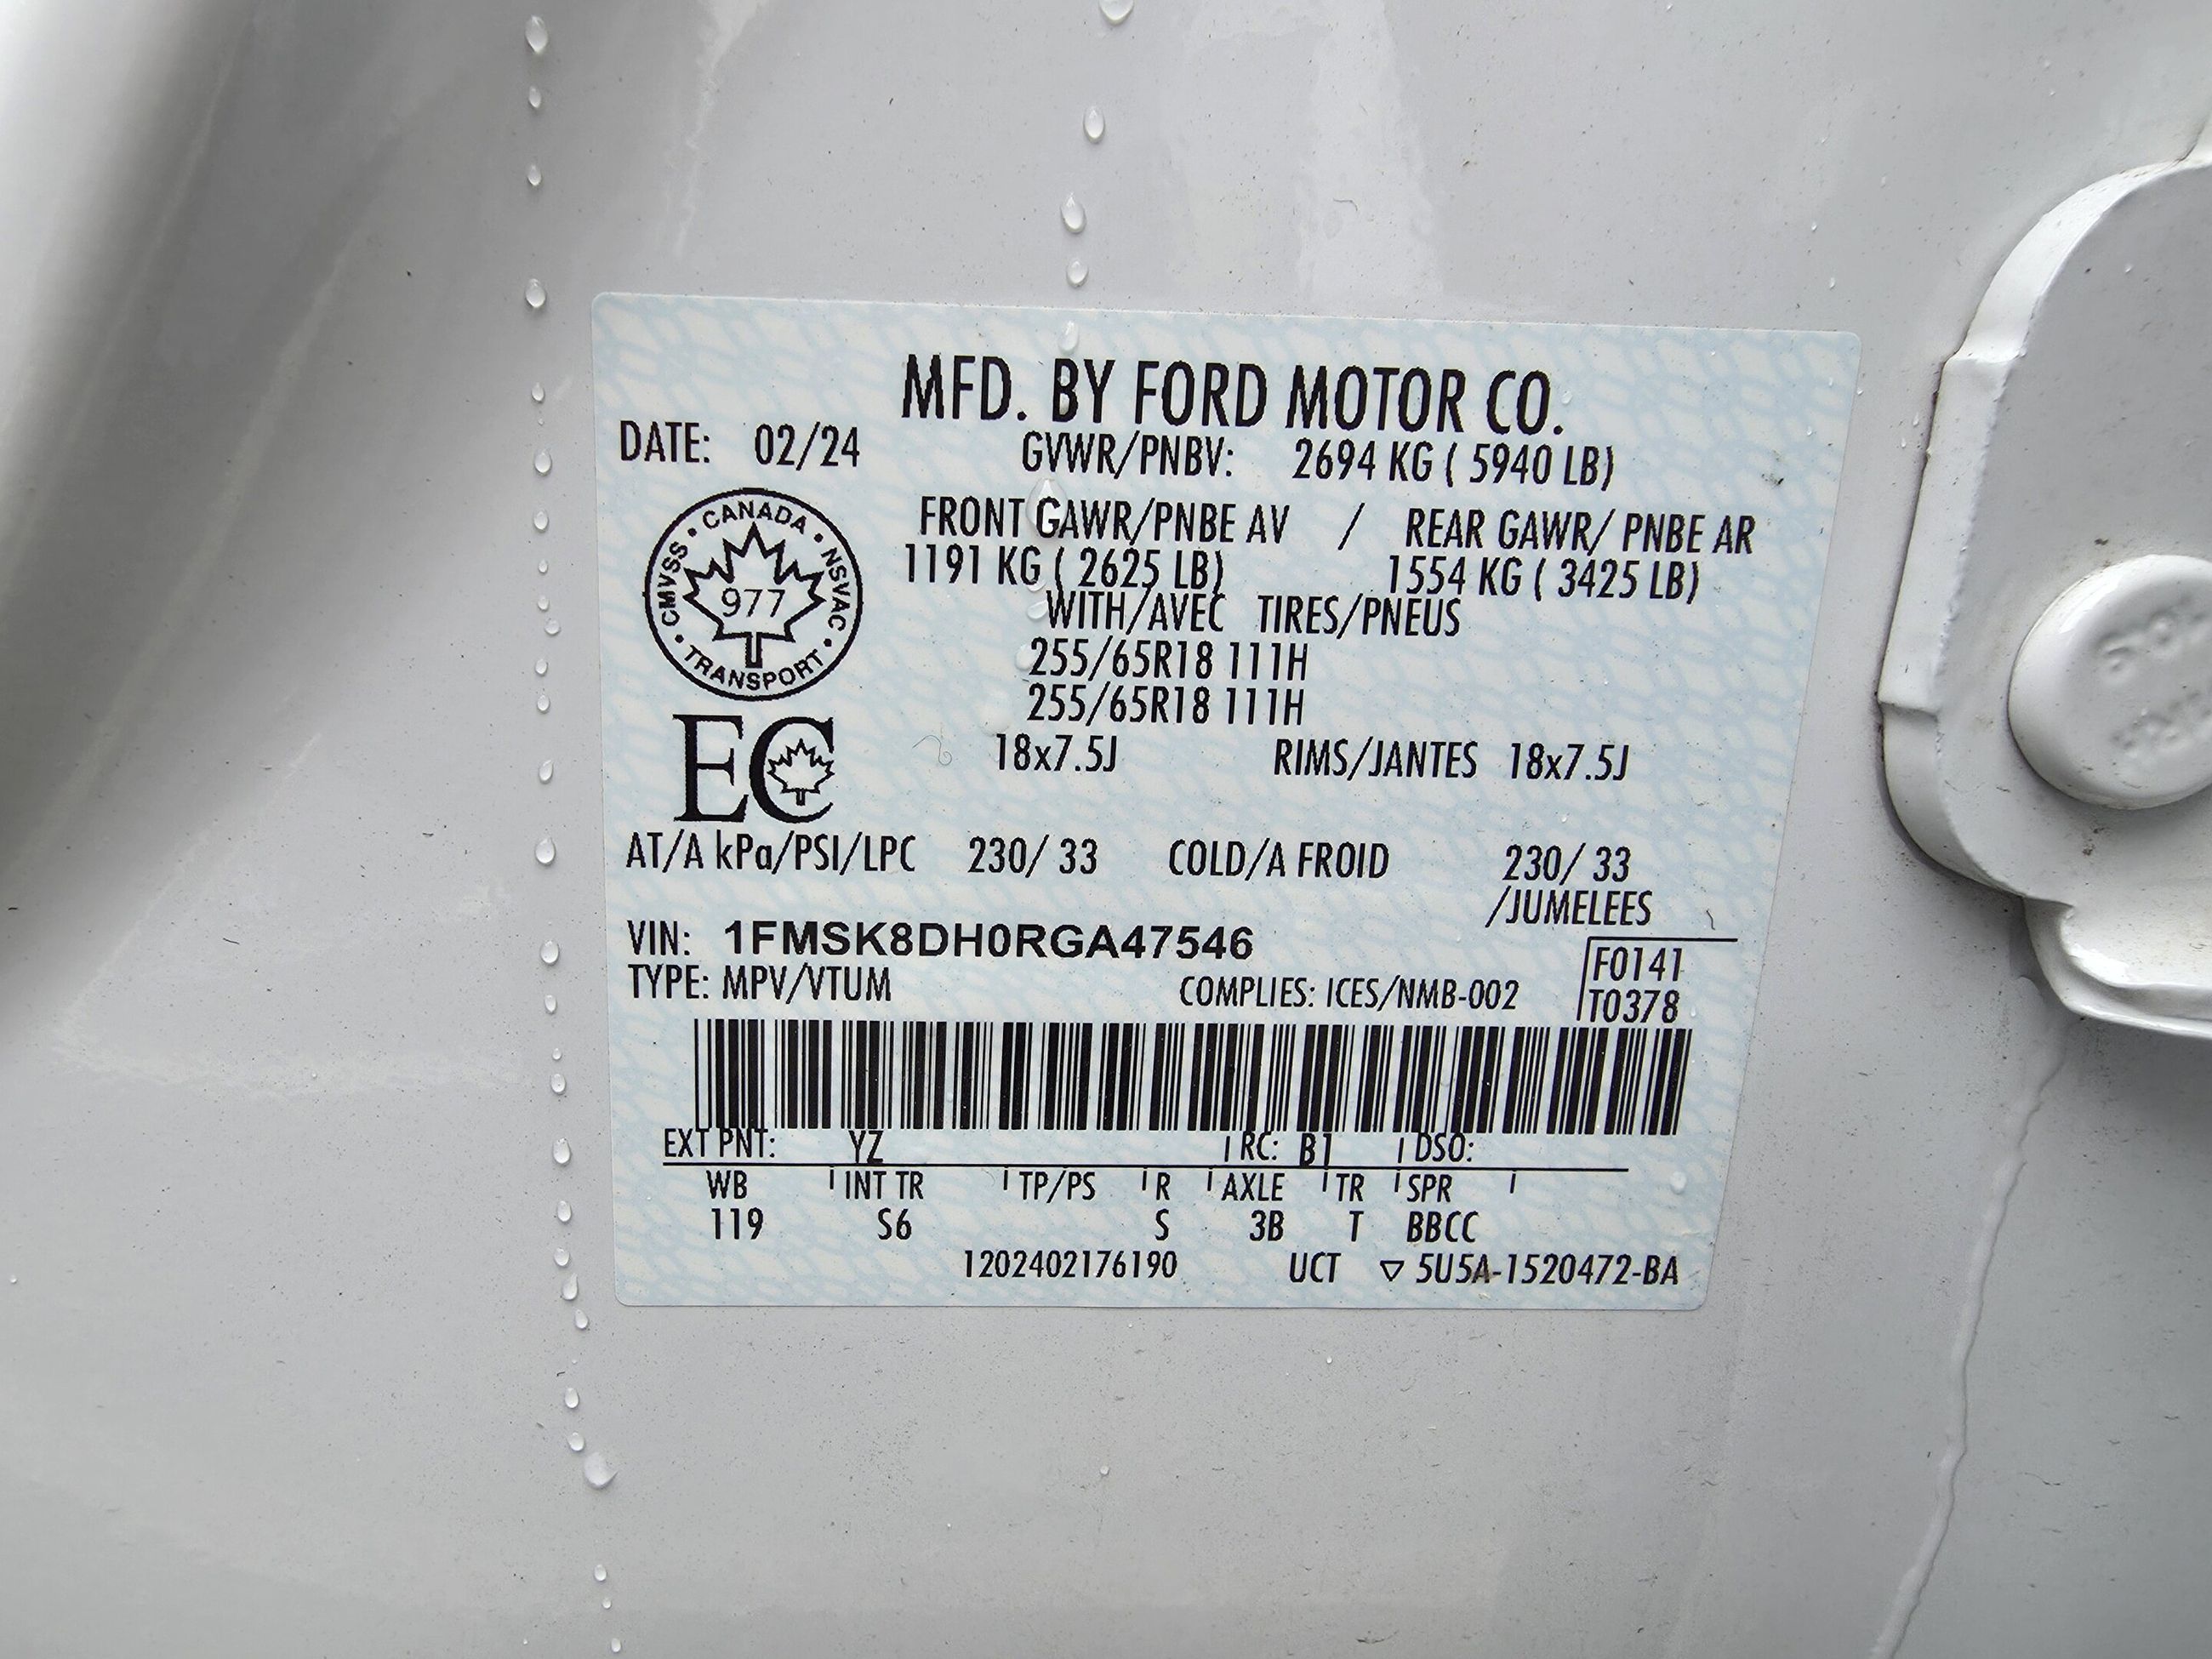 MFD. BY FORD MOTOR CO.
DATE: 02/24
GVWR/PNBV: 2694 KG ( 5940 LB)
CANADA
CMVSS
NSVAC
977
TRANSPORT
FRONT GAWR/PNBE AV / REAR GAWR/ PNBE AR
1191 KG ( 2625 LB) 1554 KG ( 3425 LB)
WITH/AVEC TIRES/PNEUS
255/65R18 111H
255/65R18 111H
EC
18x7.5J RIMS/JANTES 18x7.5J
AT/A kPa/PSI/LPC 230/ 33 COLD/A FROID 230/ 33
/JUMELEES
VIN: 1FMSK8DH0RGA47546
F0141
TYPE: MPV/VTUM COMPLIES: ICES/NMB-002
T0378
EXT PNT: YZ RC: B1 DSO:
WB INT TR TP/PS R AXLE TR SPR
119 S6 S 3B T BBCC
1202402176190 UCT ▽ 5U5A-1520472-BA